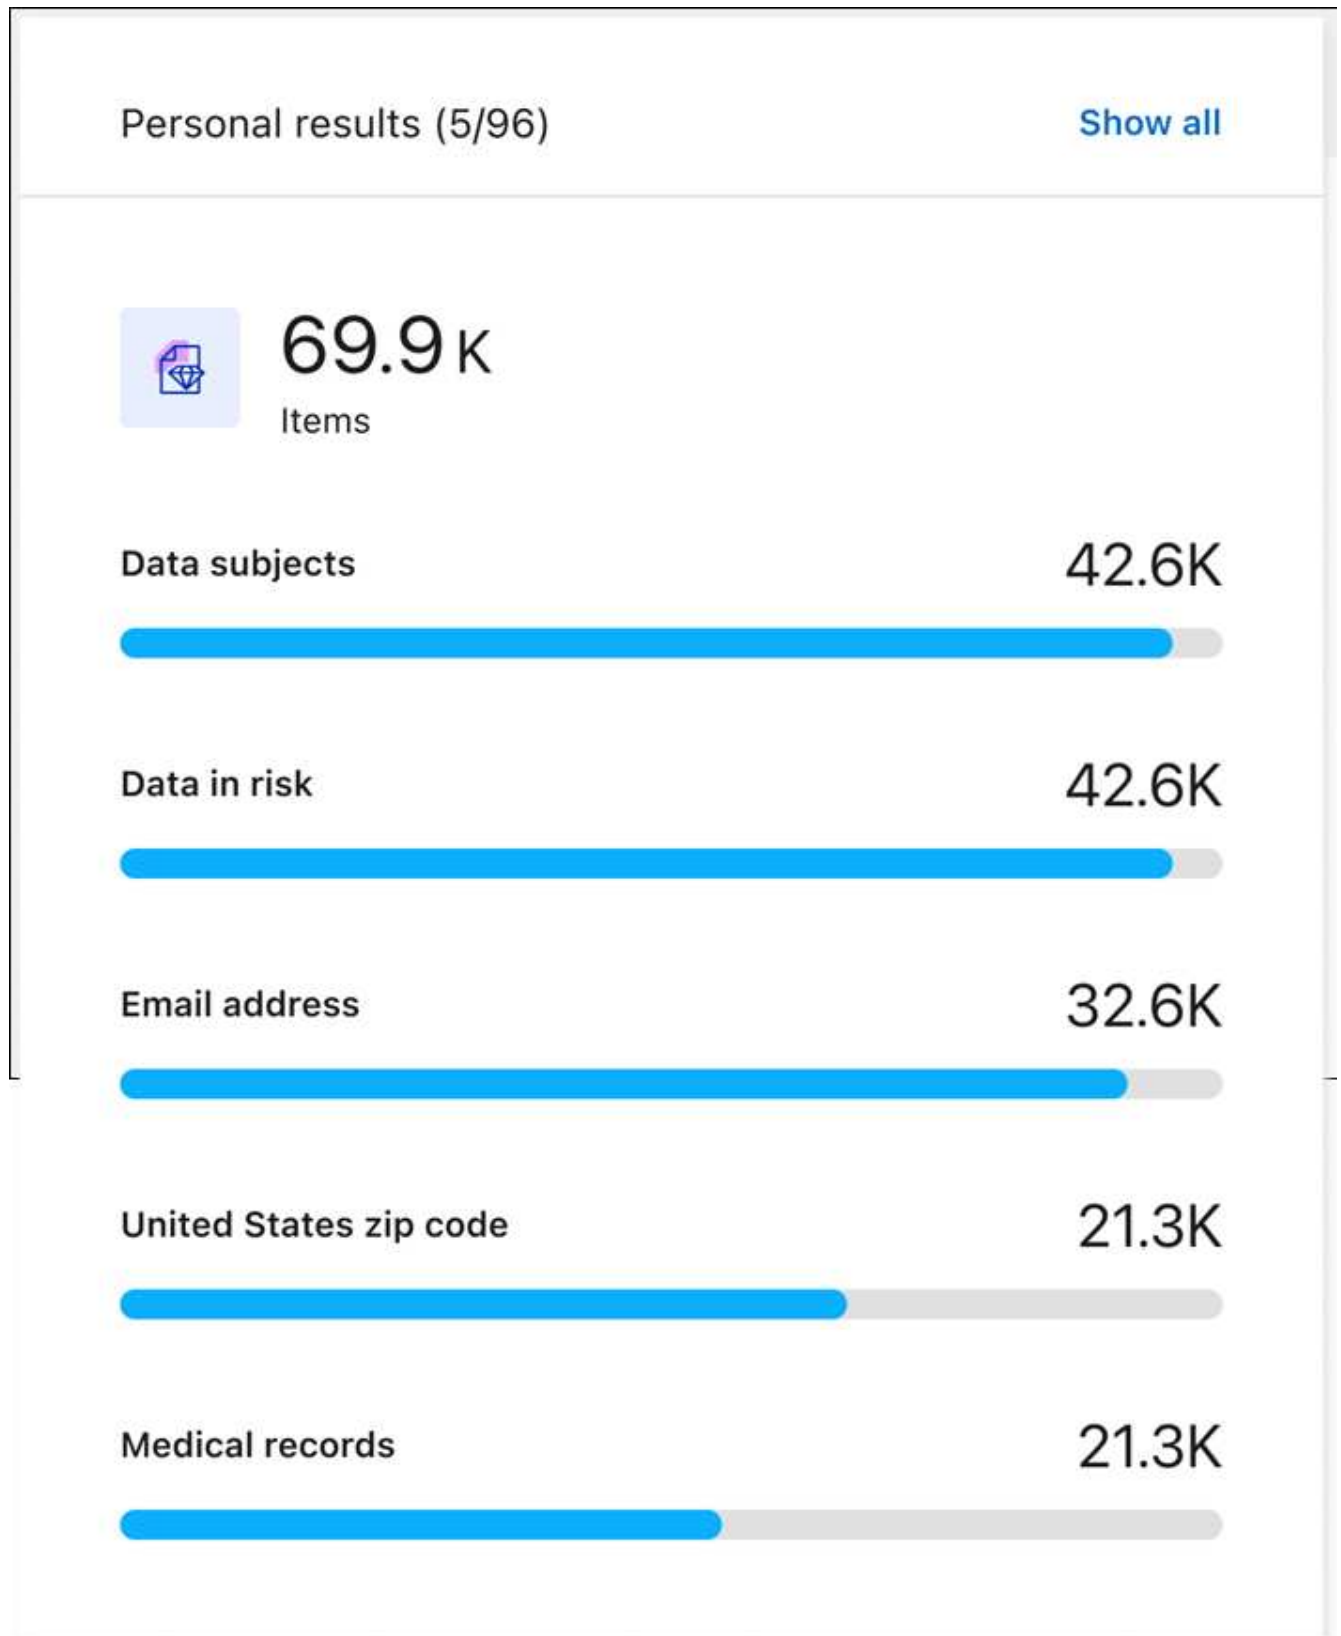 Personal results (5/96) Show all
69.9 K
Items
Data subjects 42.6K
Data in risk 42.6K
Email address 32.6K
United States zip code 21.3K
Medical records 21.3K